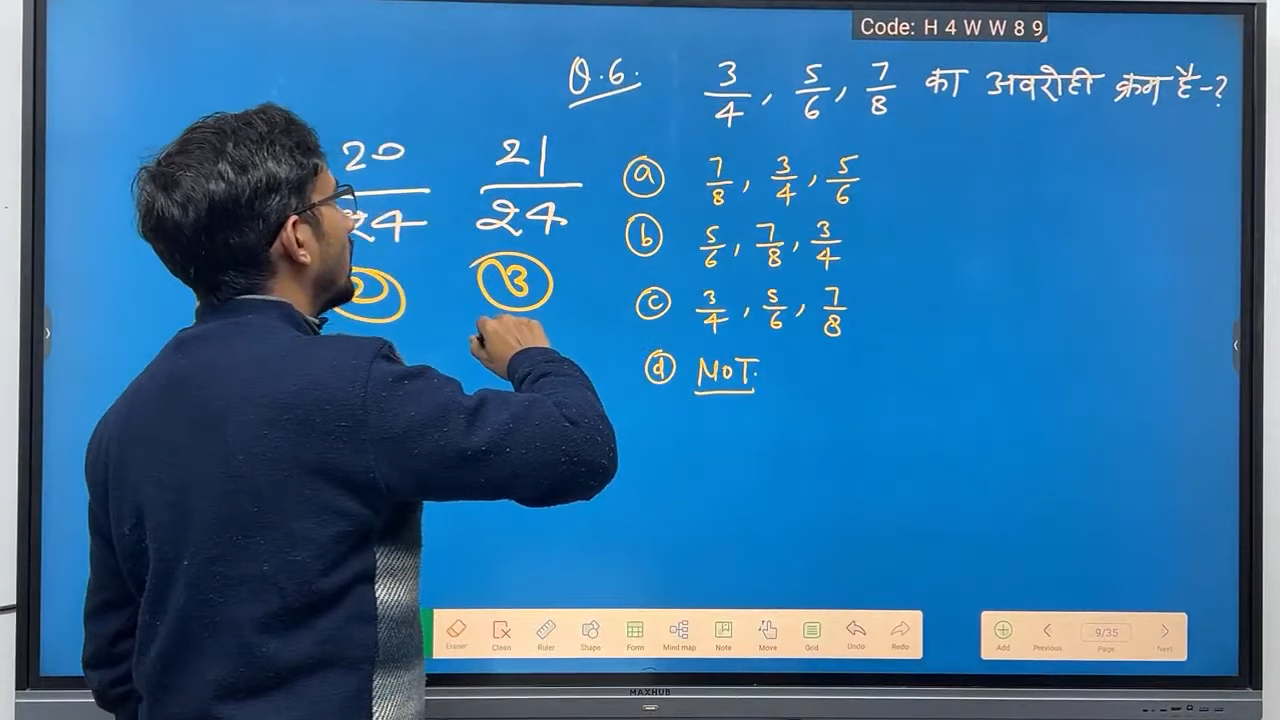 Code: H 4 W W 8 9
Q.6. 3/4, 5/6, 7/8 का अवरोही क्रम है-?
20/24 21/24
3
(a) 7/8, 3/4, 5/6
(b) 5/6, 7/8, 3/4
(c) 3/4, 5/6, 7/8
(d) NOT.
Eraser Clean Ruler Shape Form Mind map Note Move Grid Undo Redo
Add Previous 9/35 Page Next
MAXHUB